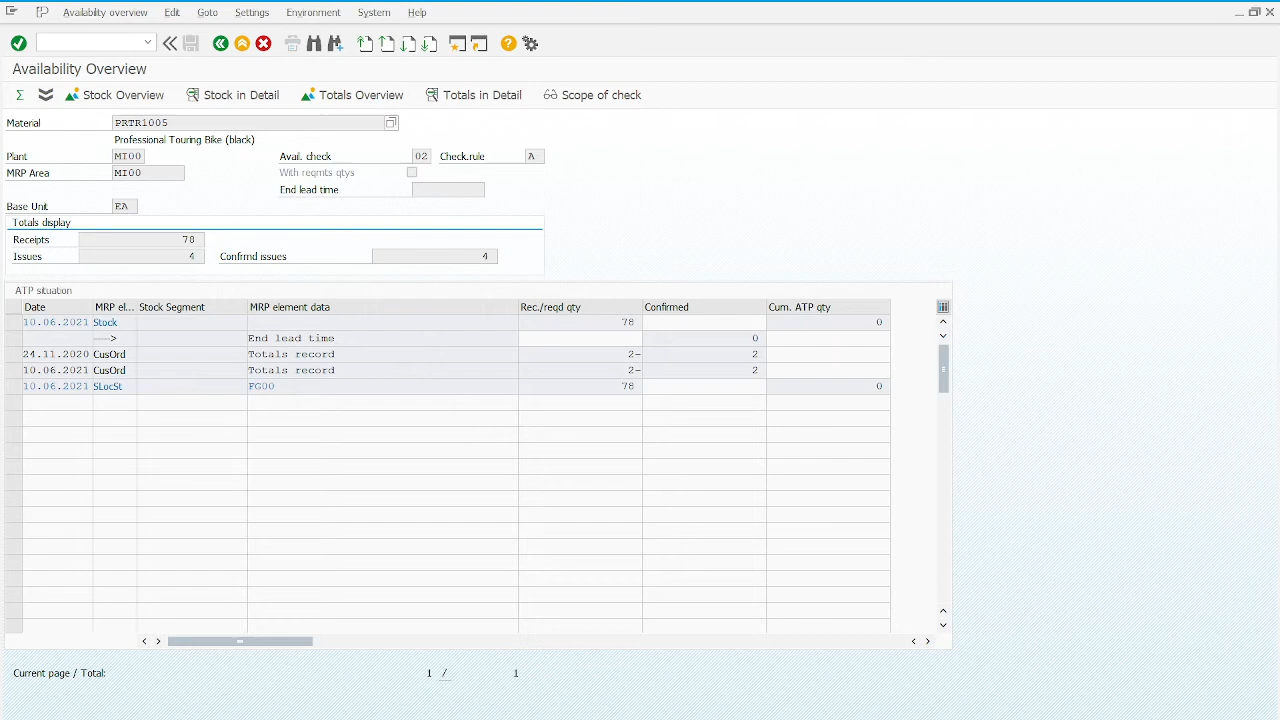 Availability overview Edit Goto Settings Environment System Help
Availability Overview
Σ Stock Overview Stock in Detail Totals Overview Totals in Detail Scope of check
Material PRTR1005
Professional Touring Bike (black)
Plant MI00 Avail. check 02 Check.rule A
MRP Area MI00 With reqmts qtys
End lead time
Base Unit EA
Totals display
Receipts 78
Issues 4 Confrmd issues 4
ATP situation
Date MRP el... Stock Segment MRP element data Rec./reqd qty Confirmed Cum. ATP qty
10.06.2021 Stock 78 0
----> End lead time 0
24.11.2020 CusOrd Totals record 2- 2
10.06.2021 CusOrd Totals record 2- 2
10.06.2021 SLocSt FG00 78 0
Current page / Total: 1 / 1